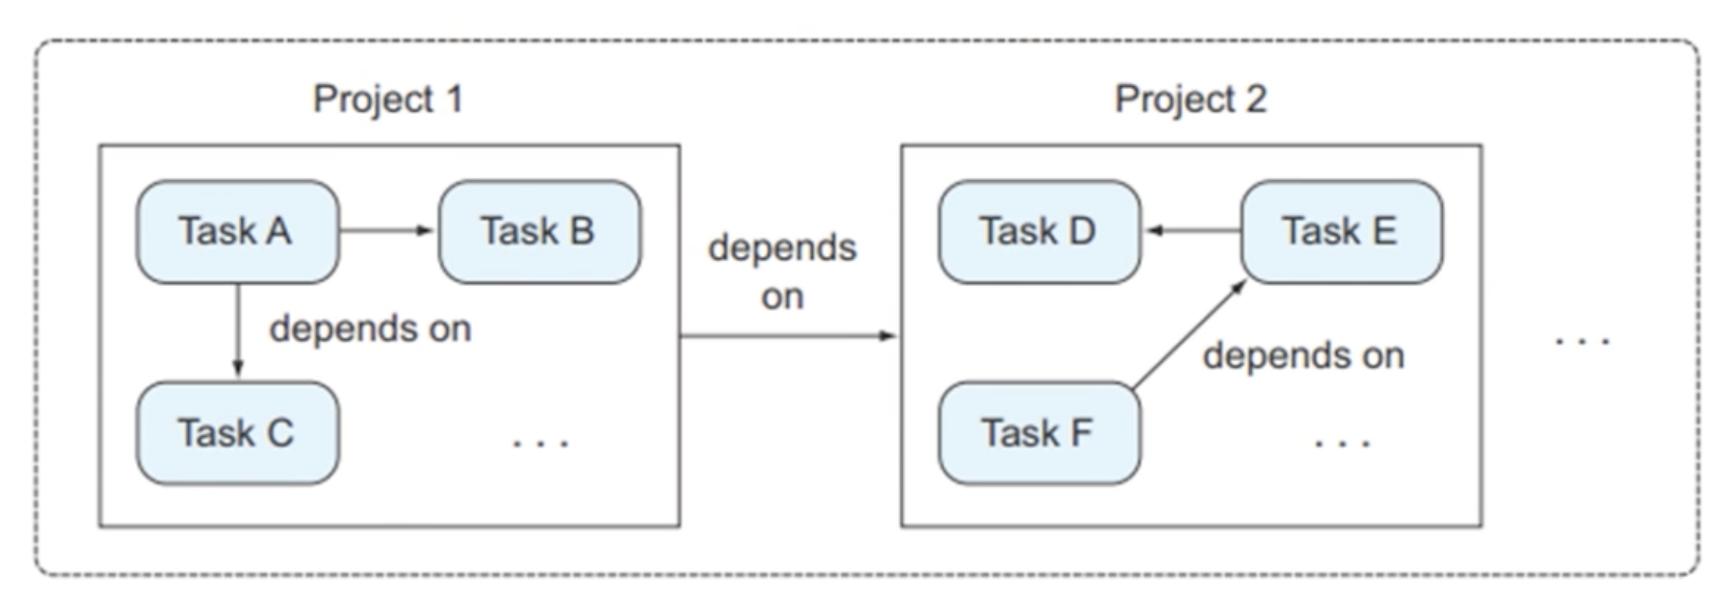 Project 1
Task A
Task B
depends on
Task C
. . .
depends
on
Project 2
Task D
Task E
depends on
Task F
. . .
. . .